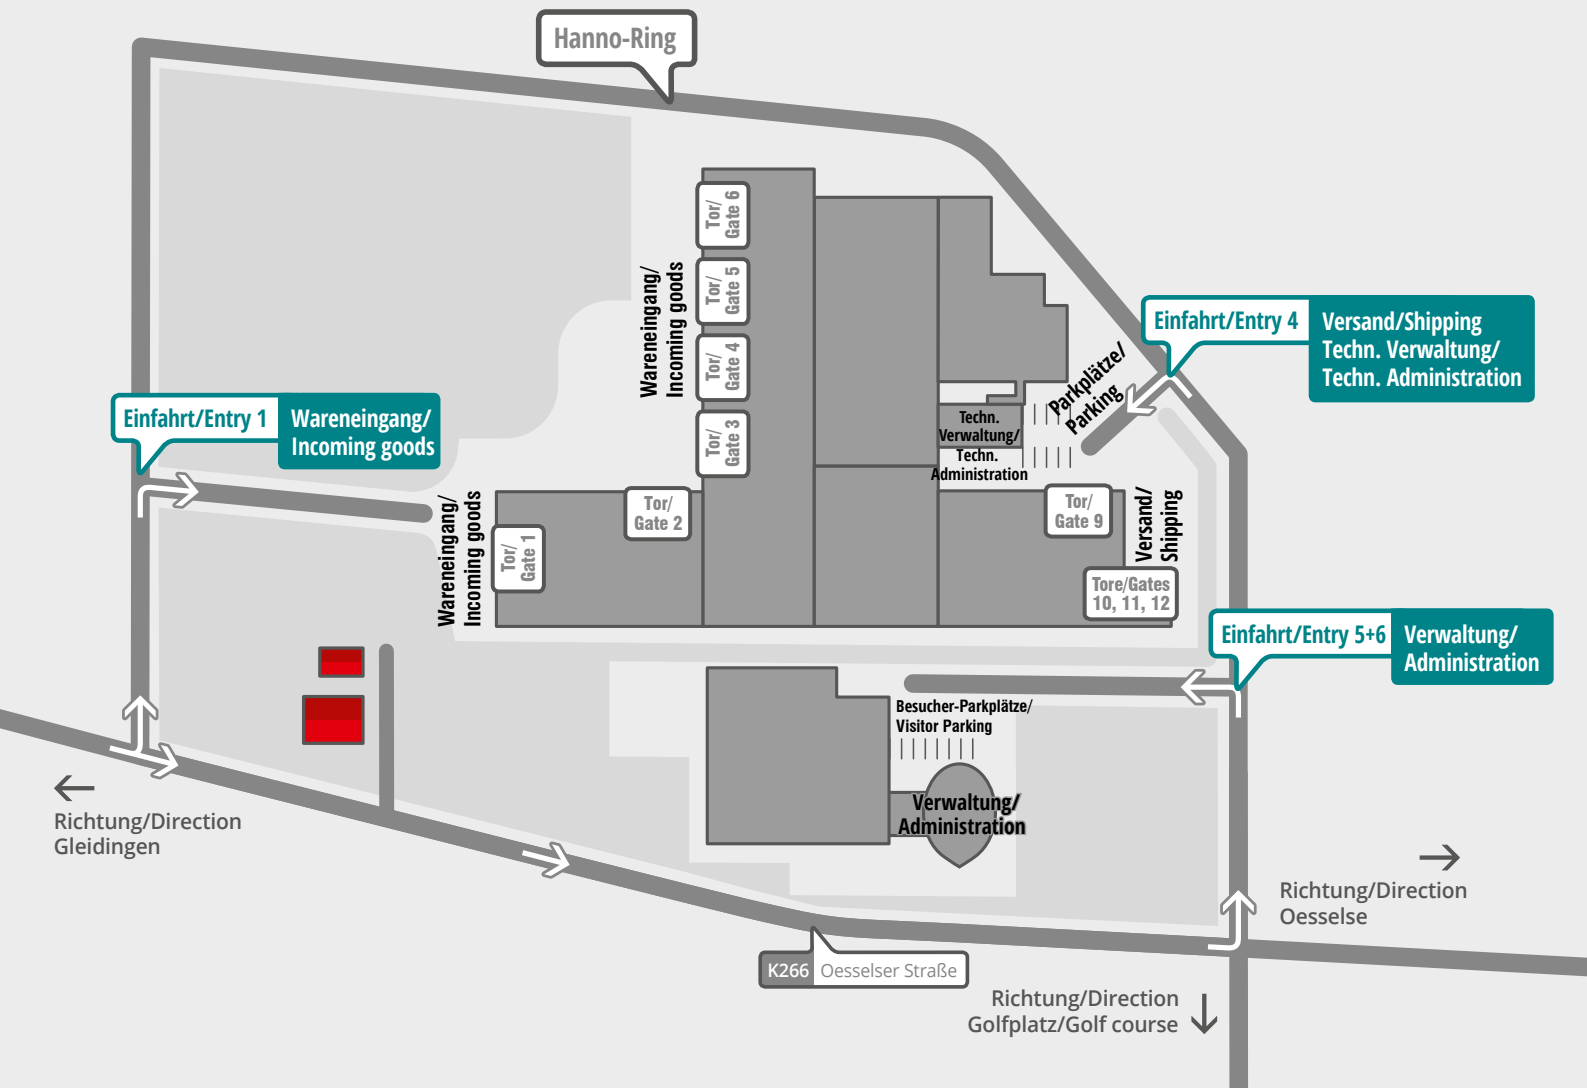 Hanno-Ring
Tor/
Gate 6
Tor/
Gate 5
Tor/
Gate 4
Tor/
Gate 3
Wareneingang/
Incoming goods
Einfahrt/Entry 4
Versand/Shipping
Techn. Verwaltung/
Techn. Administration
Parkplätze/
Parking
Einfahrt/Entry 1
Wareneingang/
Incoming goods
Techn.
Verwaltung/
Techn.
Administration
Wareneingang/
Incoming goods
Tor/
Gate 1
Tor/
Gate 2
Tor/
Gate 9
Versand/
Shipping
Tore/Gates
10, 11, 12
Einfahrt/Entry 5+6
Verwaltung/
Administration
Besucher-Parkplätze/
Visitor Parking
Verwaltung/
Administration
Richtung/Direction
Gleidingen
Richtung/Direction
Oesselse
K266 Oesselser Straße
Richtung/Direction
Golfplatz/Golf course